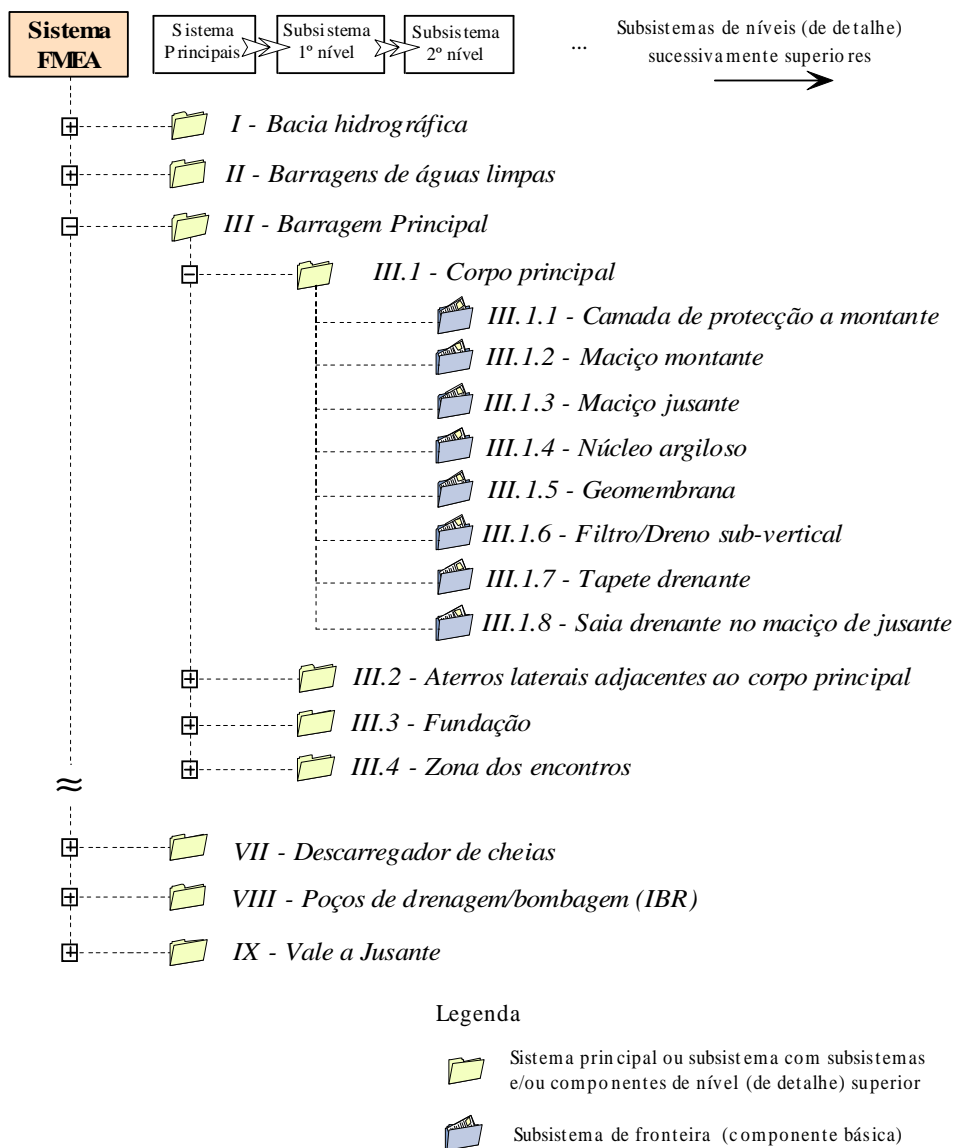 Sistema
FMEA
Sistema
Principais
Subsistema
1º nível
Subsistema
2º nível
...
Subsistemas de níveis (de detalhe)
sucessivamente superiores
I - Bacia hidrográfica
II - Barragens de águas limpas
III - Barragem Principal
III.1 - Corpo principal
III.1.1 - Camada de protecção a montante
III.1.2 - Maciço montante
III.1.3 - Maciço jusante
III.1.4 - Núcleo argiloso
III.1.5 - Geomembrana
III.1.6 - Filtro/Dreno sub-vertical
III.1.7 - Tapete drenante
III.1.8 - Saia drenante no maciço de jusante
III.2 - Aterros laterais adjacentes ao corpo principal
III.3 - Fundação
III.4 - Zona dos encontros
≈
VII - Descarregador de cheias
VIII - Poços de drenagem/bombagem (IBR)
IX - Vale a Jusante
Legenda
Sistema principal ou subsistema com subsistemas
e/ou componentes de nível (de detalhe) superior
Subsistema de fronteira (componente básica)